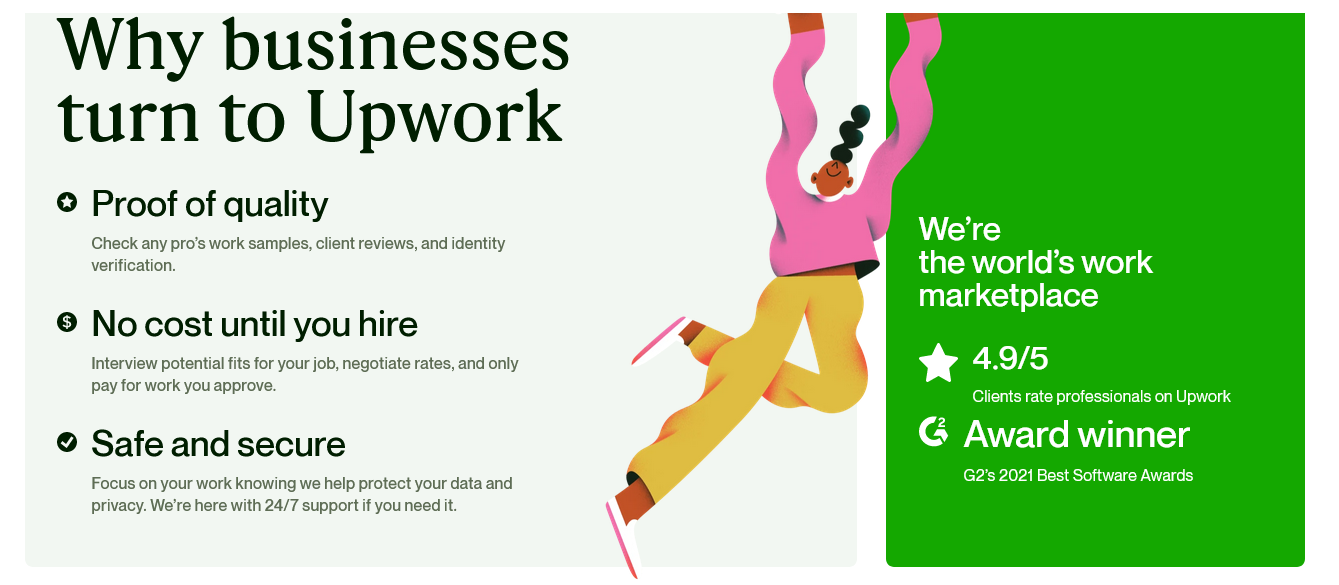 Why businesses
turn to Upwork
Proof of quality
Check any pro’s work samples, client reviews, and identity
verification.
$
No cost until you hire
Interview potential fits for your job, negotiate rates, and only
pay for work you approve.
Safe and secure
Focus on your work knowing we help protect your data and
privacy. We’re here with 24/7 support if you need it.
We’re
the world’s work
marketplace
4.9/5
Clients rate professionals on Upwork
G2
Award winner
G2’s 2021 Best Software Awards